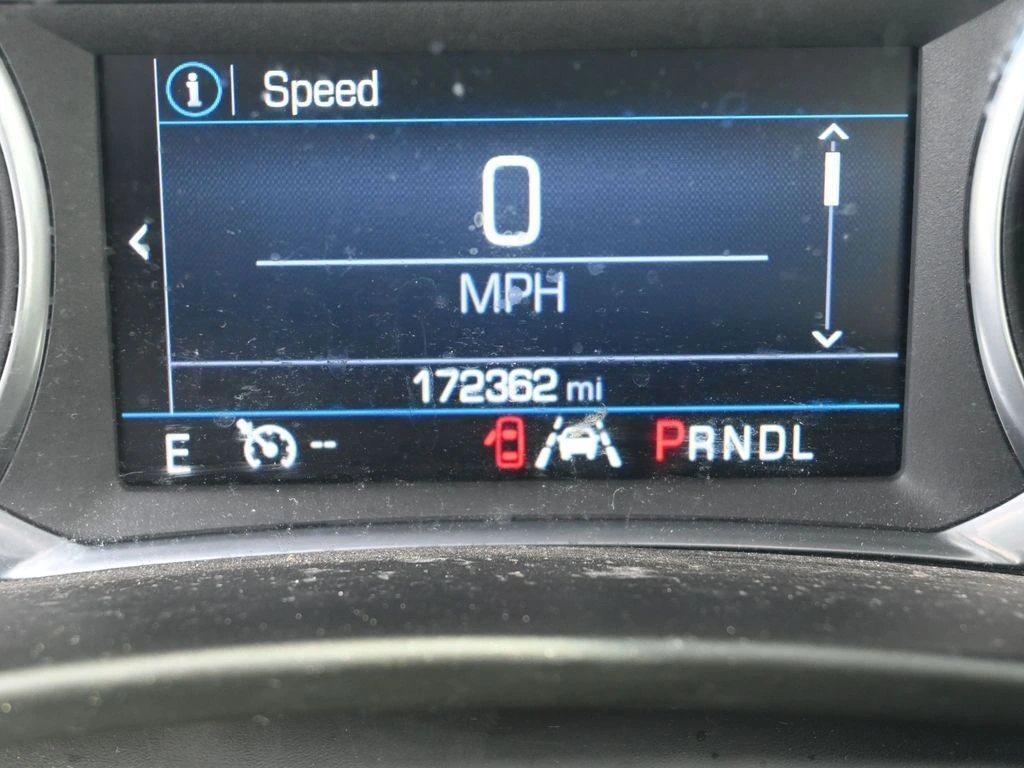 i Speed
0
MPH
172362 mi
E -- PRNDL